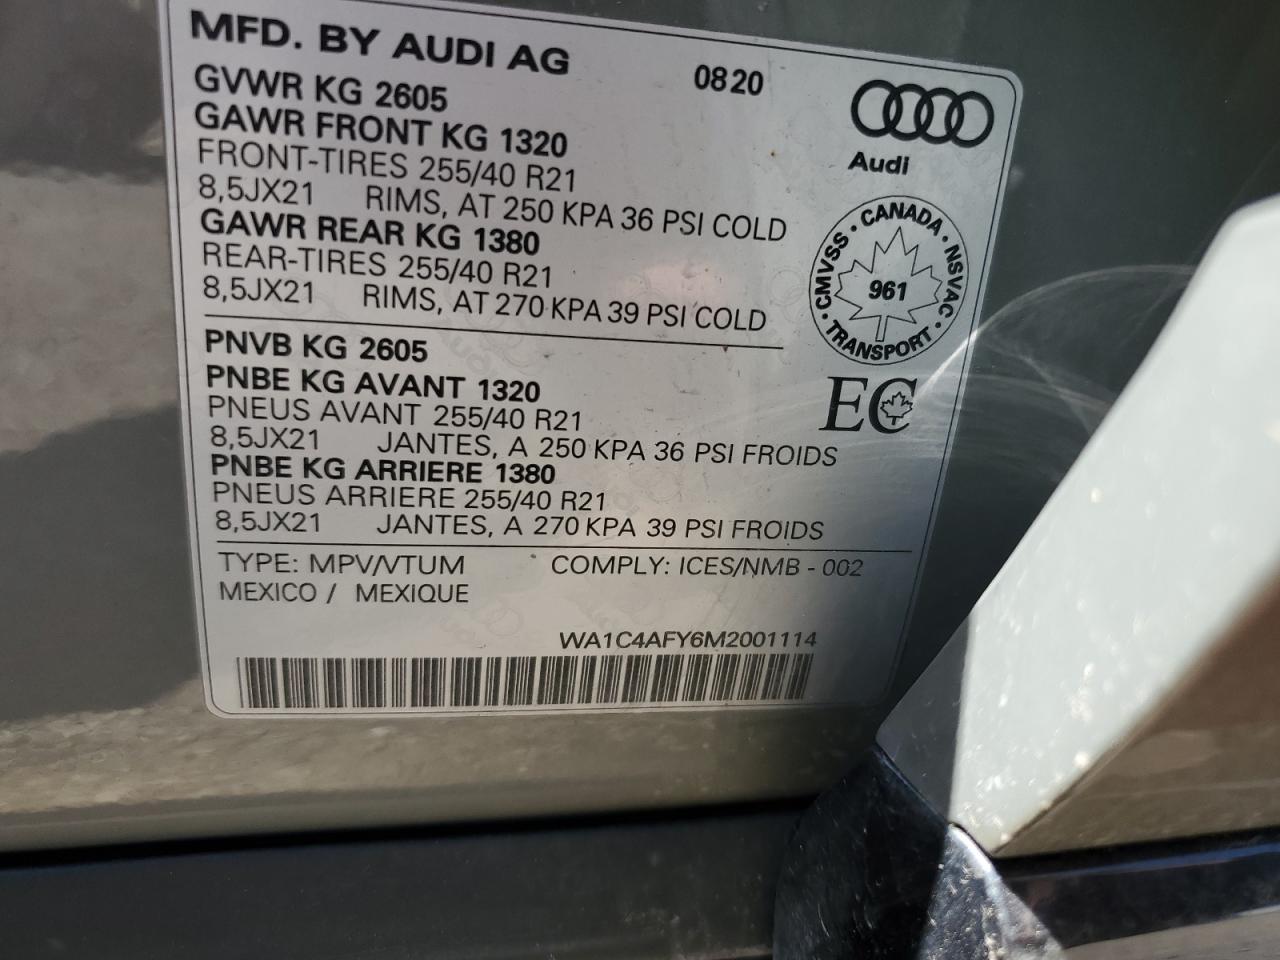 MFD. BY AUDI AG 0820
GVWR KG 2605
GAWR FRONT KG 1320
FRONT-TIRES 255/40 R21
8,5JX21 RIMS, AT 250 KPA 36 PSI COLD
GAWR REAR KG 1380
REAR-TIRES 255/40 R21
8,5JX21 RIMS, AT 270 KPA 39 PSI COLD
Audi
CMVSS · CANADA · NSVAC · TRANSPORT ·
961
EC
PNVB KG 2605
PNBE KG AVANT 1320
PNEUS AVANT 255/40 R21
8,5JX21 JANTES, A 250 KPA 36 PSI FROIDS
PNBE KG ARRIERE 1380
PNEUS ARRIERE 255/40 R21
8,5JX21 JANTES, A 270 KPA 39 PSI FROIDS
TYPE: MPV/VTUM COMPLY: ICES/NMB - 002
MEXICO / MEXIQUE
WA1C4AFY6M2001114